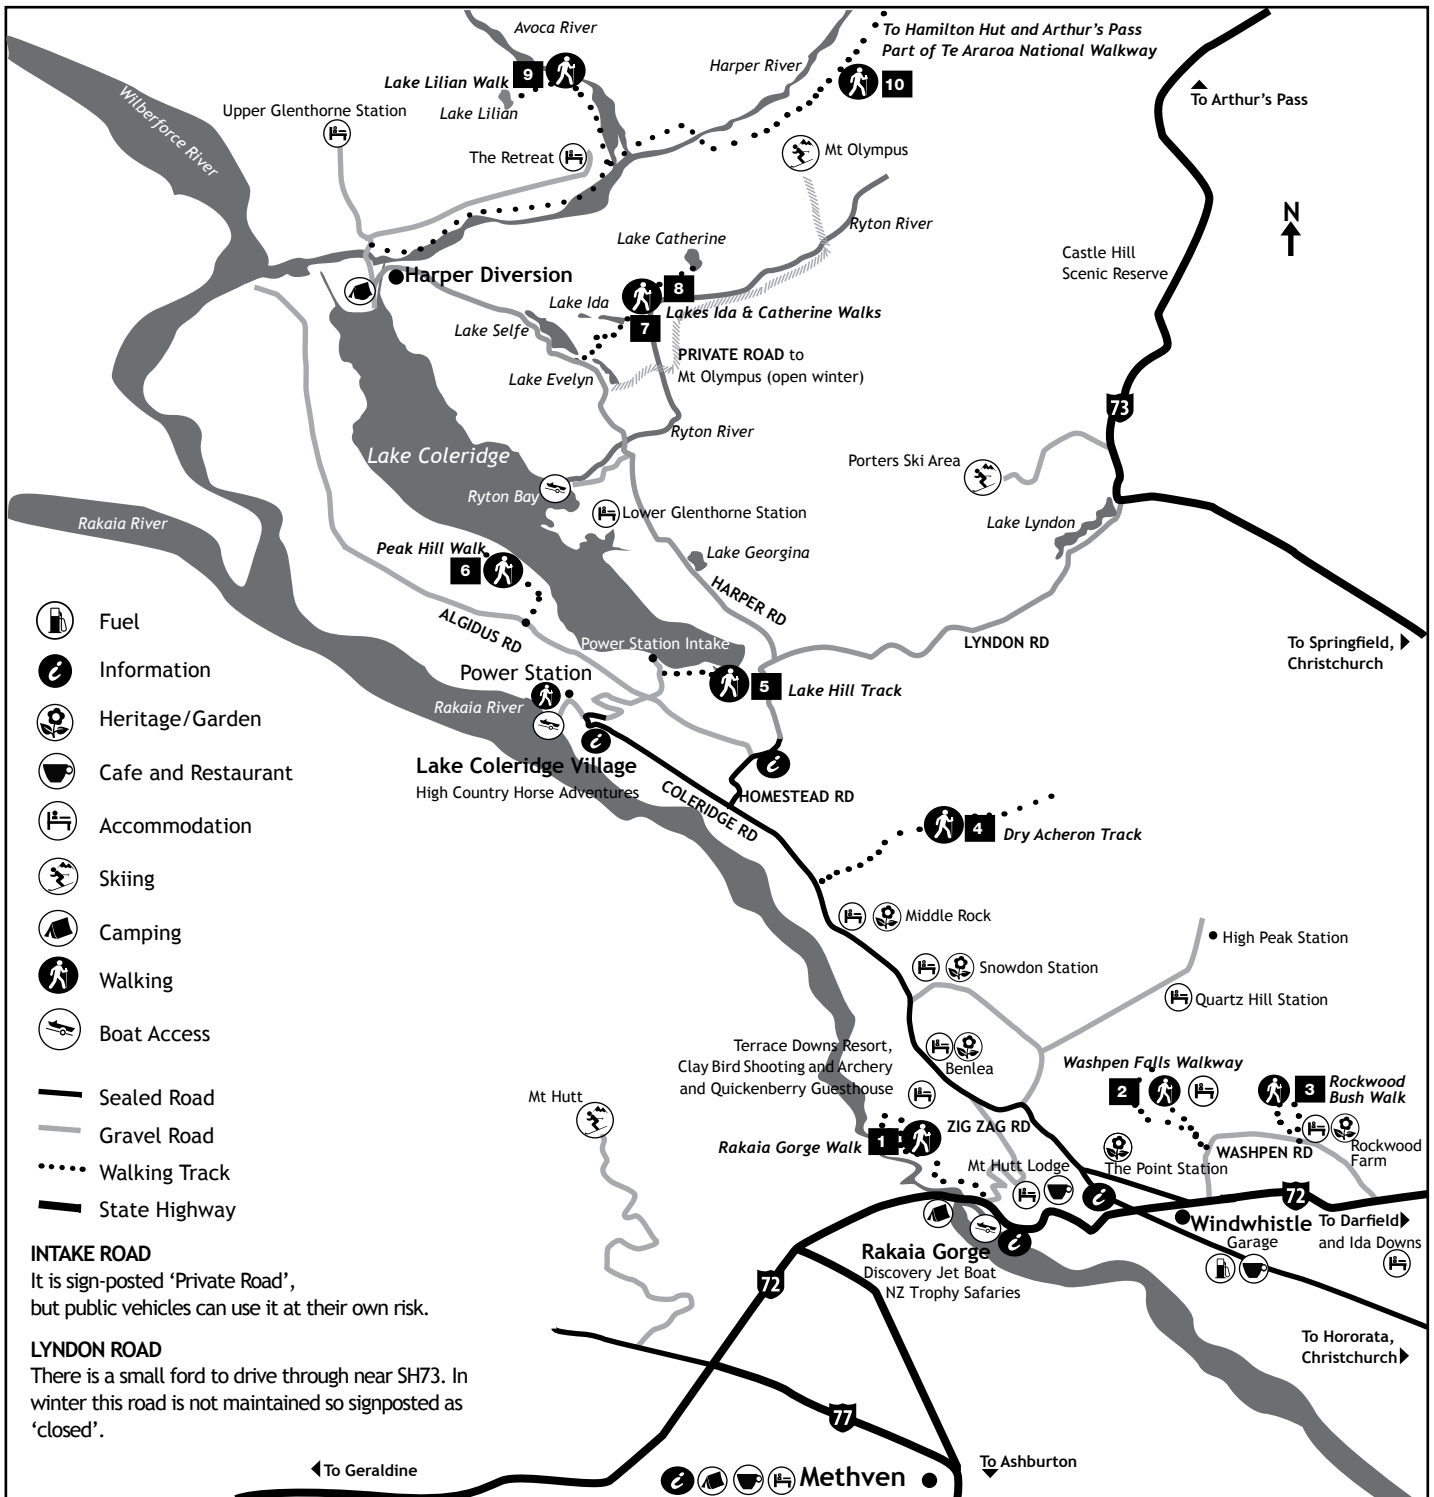 Avoca River
To Hamilton Hut and Arthur's Pass
Part of Te Araroa National Walkway
Harper River
Lake Lilian Walk
9
10
Lake Lilian
Wilberforce River
Upper Glenthorne Station
To Arthur's Pass
The Retreat
Mt Olympus
N
Ryton River
Lake Catherine
Castle Hill
Scenic Reserve
Harper Diversion
8
Lake Ida
Lakes Ida & Catherine Walks
Lake Selfe
7
PRIVATE ROAD to
Mt Olympus (open winter)
Lake Evelyn
73
Ryton River
Lake Coleridge
Porters Ski Area
Ryton Bay
Lower Glenthorne Station
Rakaia River
Lake Lyndon
Peak Hill Walk
6
Lake Georgina
HARPER RD
ALGIDUS RD
Power Station Intake
LYNDON RD
To Springfield,
Christchurch
Power Station
5
Lake Hill Track
Rakaia River
Lake Coleridge Village
High Country Horse Adventures
COLERIDGE RD
HOMESTEAD RD
4
Dry Acheron Track
Middle Rock
High Peak Station
Snowdon Station
Quartz Hill Station
Terrace Downs Resort,
Clay Bird Shooting and Archery
and Quickenberry Guesthouse
Benlea
Washpen Falls Walkway
2
3
Rockwood
Bush Walk
Mt Hutt
ZIG ZAG RD
Rakaia Gorge Walk
1
WASHPEN RD
Rockwood
Farm
Mt Hutt Lodge
The Point Station
72
Windwhistle
Garage
To Darfield
and Ida Downs
Rakaia Gorge
Discovery Jet Boat
NZ Trophy Safaries
72
To Hororata,
Christchurch
77
To Geraldine
Methven
To Ashburton
Fuel
Information
Heritage/Garden
Cafe and Restaurant
Accommodation
Skiing
Camping
Walking
Boat Access
Sealed Road
Gravel Road
Walking Track
State Highway
INTAKE ROAD
It is sign-posted 'Private Road',
but public vehicles can use it at their own risk.
LYNDON ROAD
There is a small ford to drive through near SH73. In
winter this road is not maintained so signposted as
'closed'.